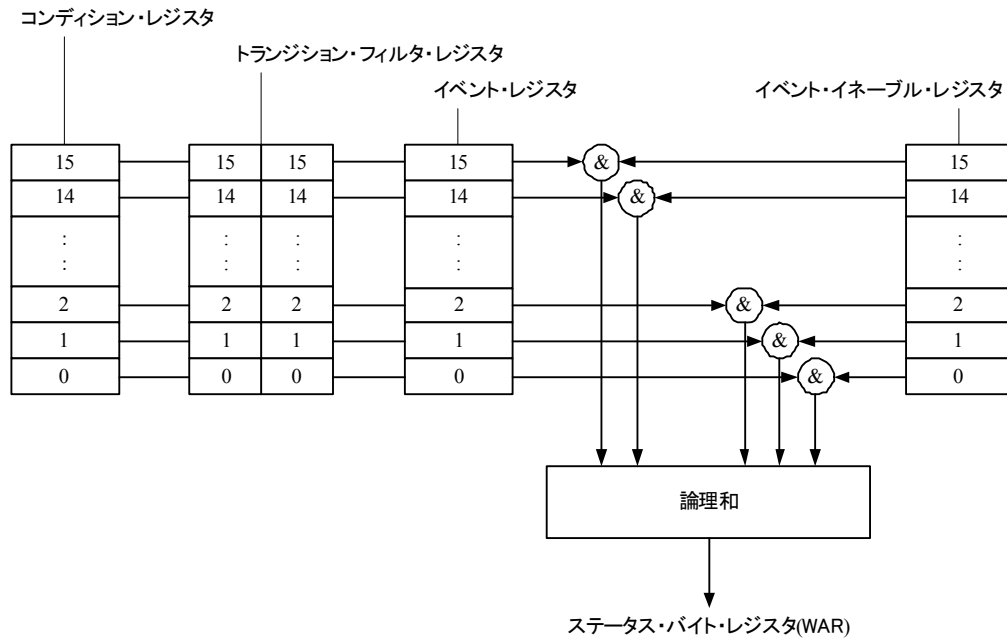 コンディション・レジスタ
トランジション・フィルタ・レジスタ
イベント・レジスタ
イベント・イネーブル・レジスタ
15 15 15 15 & 15
14 14 14 14 & 14
: : : : :
: : : : :
2 2 2 2 & 2
1 1 1 1 & 1
0 0 0 0 & 0
論理和
ステータス・バイト・レジスタ(WAR)